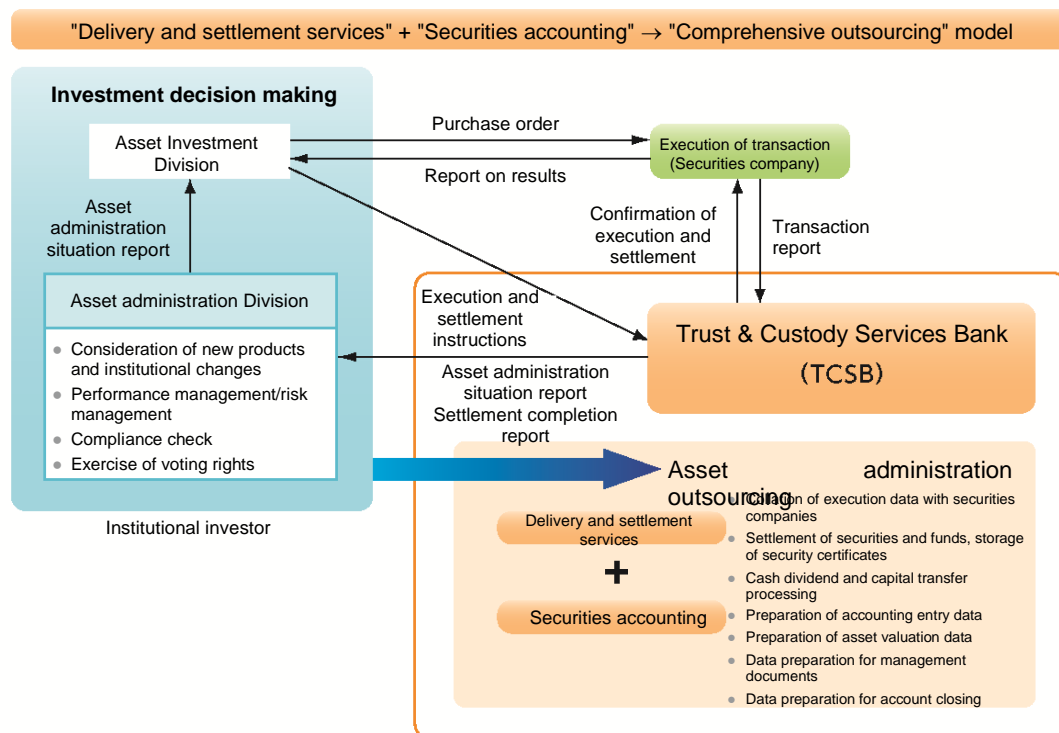 "Delivery and settlement services" + "Securities accounting" → "Comprehensive outsourcing" model
Investment decision making
Asset Investment
Division
Purchase order
Report on results
Execution of transaction
(Securities company)
Asset
administration
situation report
Confirmation of
execution and
settlement
Transaction
report
Asset administration Division
Consideration of new products
and institutional changes
Performance management/risk
management
Compliance check
Exercise of voting rights
Institutional investor
Execution and
settlement
instructions
Trust & Custody Services Bank
(TCSB)
Asset administration
situation report
Settlement completion
report
Asset administration
outsourcing
Delivery and settlement
services
+
Securities accounting
Collation of execution data with securities
companies
Settlement of securities and funds, storage
of security certificates
Cash dividend and capital transfer
processing
Preparation of accounting entry data
Preparation of asset valuation data
Data preparation for management
documents
Data preparation for account closing